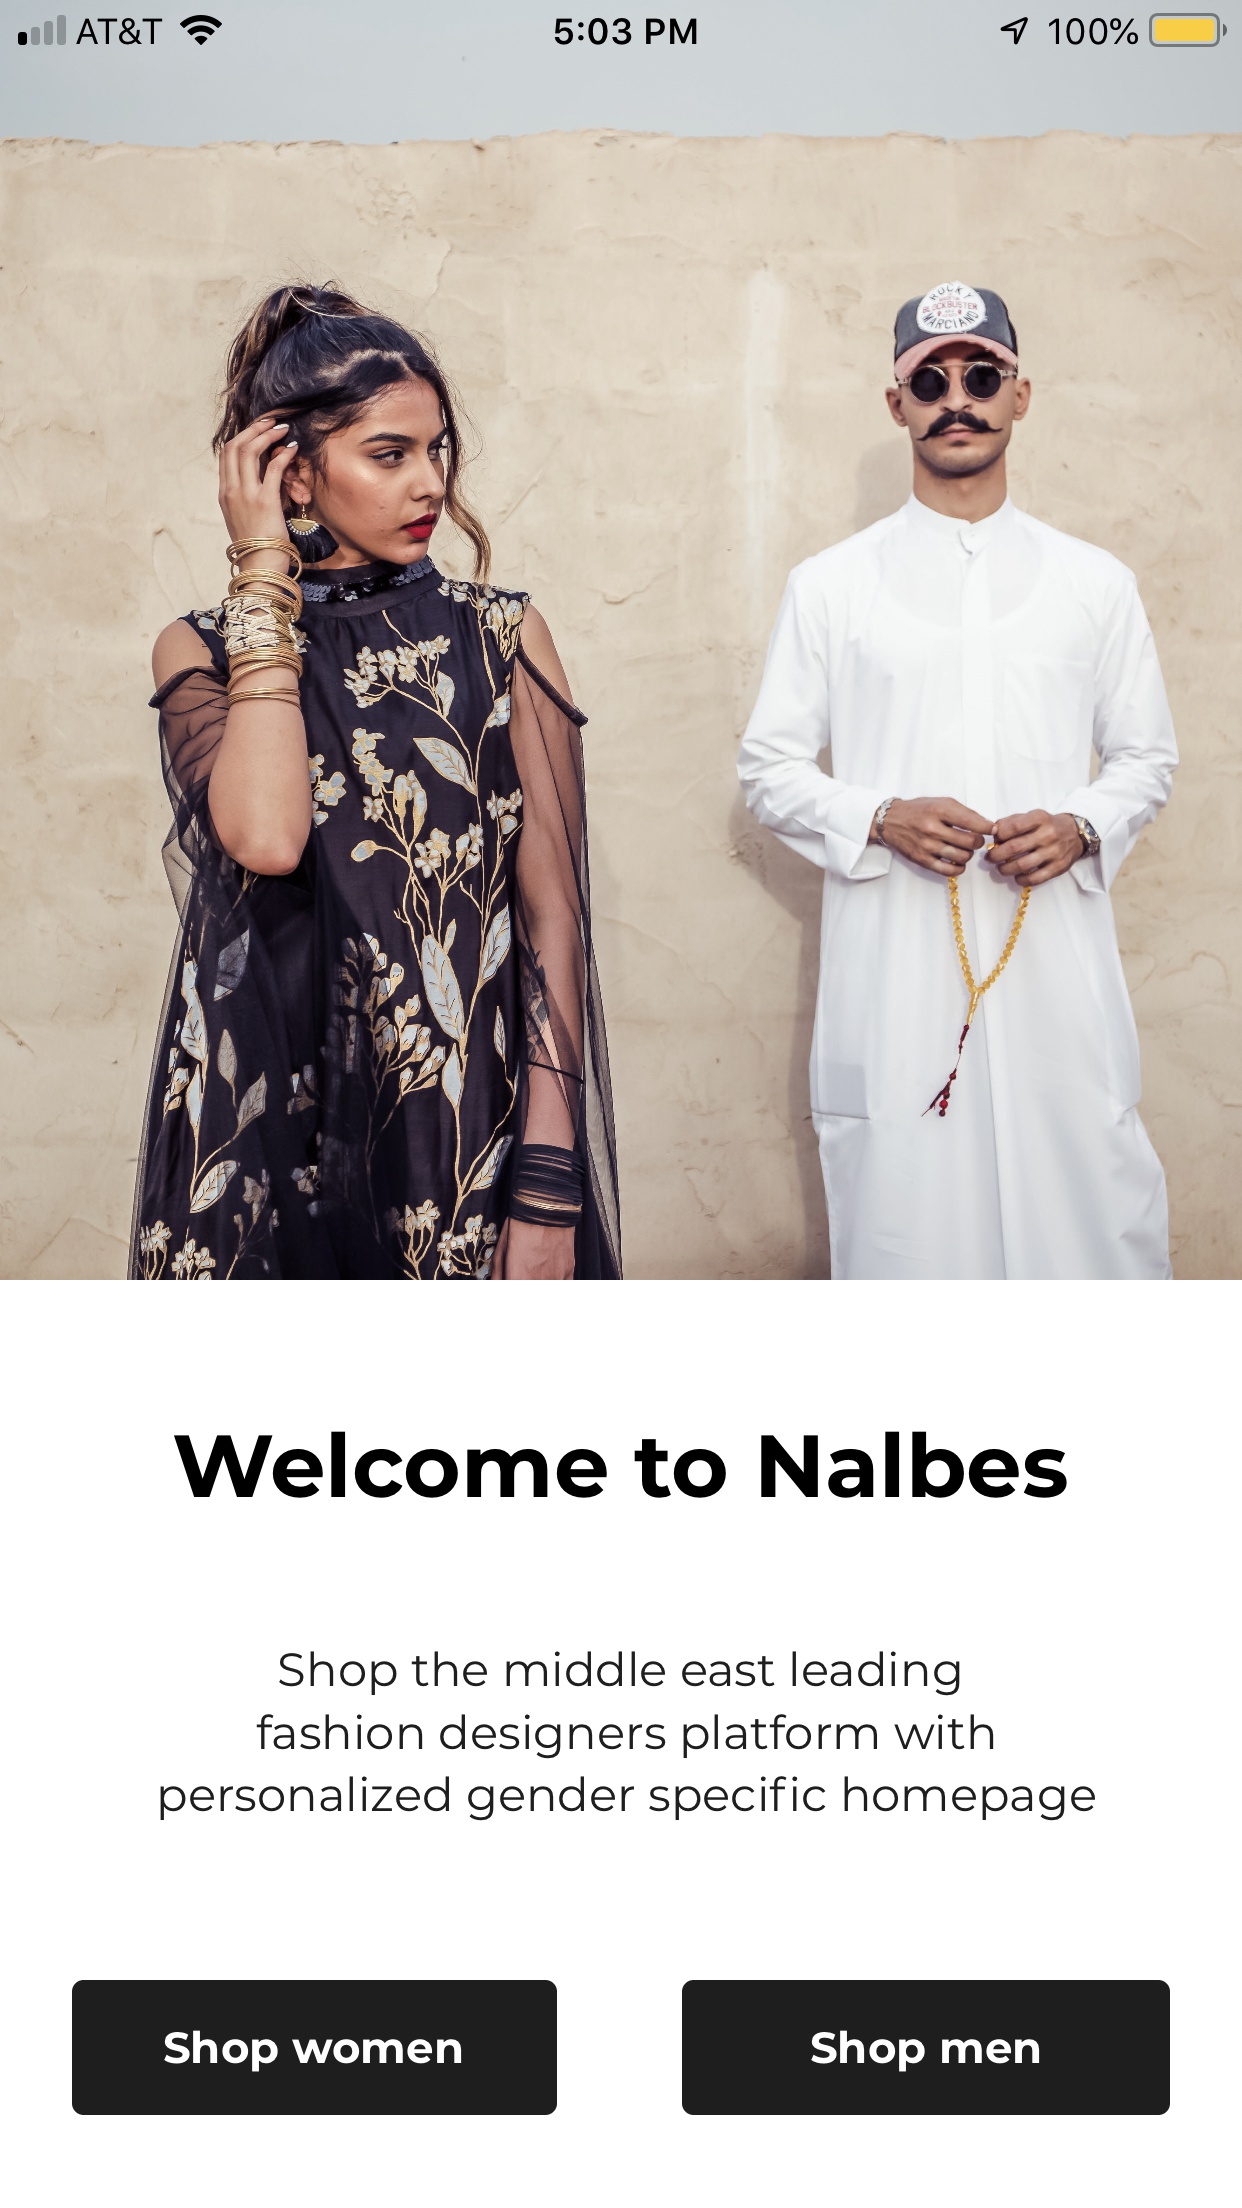 AT&T 5:03 PM 100%
ROCKY
BLOCKBUSTER
MARCIANO
Welcome to Nalbes
Shop the middle east leading
fashion designers platform with
personalized gender specific homepage
Shop women
Shop men